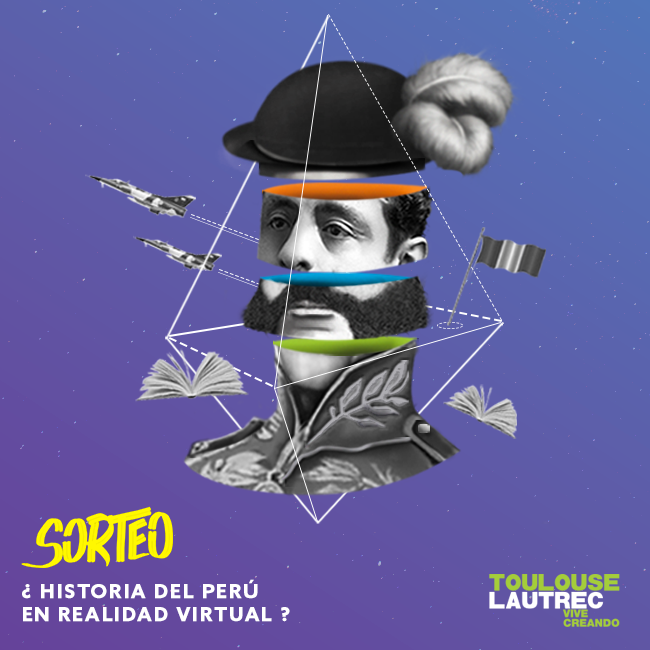 SORTEO
¿ HISTORIA DEL PERÚ
EN REALIDAD VIRTUAL ?
TOULOUSE
LAUTREC
VIVE
CREANDO